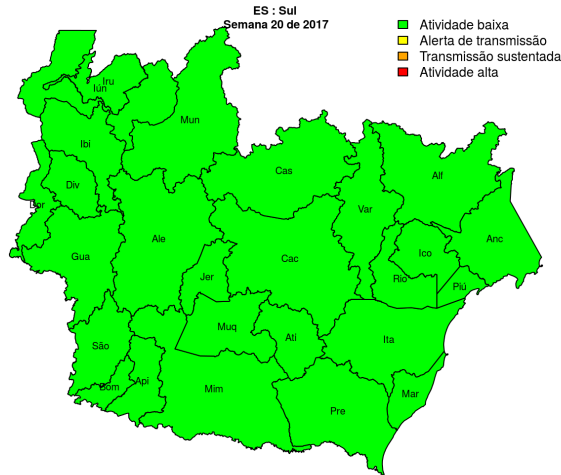 ES : Sul
Semana 20 de 2017
Atividade baixa
Alerta de transmissão
Transmissão sustentada
Atividade alta
Iru
Iún
Mun
Ibi
Cas
Alf
Div
Dor
Var
Ale
Anc
Ico
Gua
Cac
Jer
Rio
Piú
Muq
Ati
Ita
São
Api
Bom
Mim
Mar
Pre